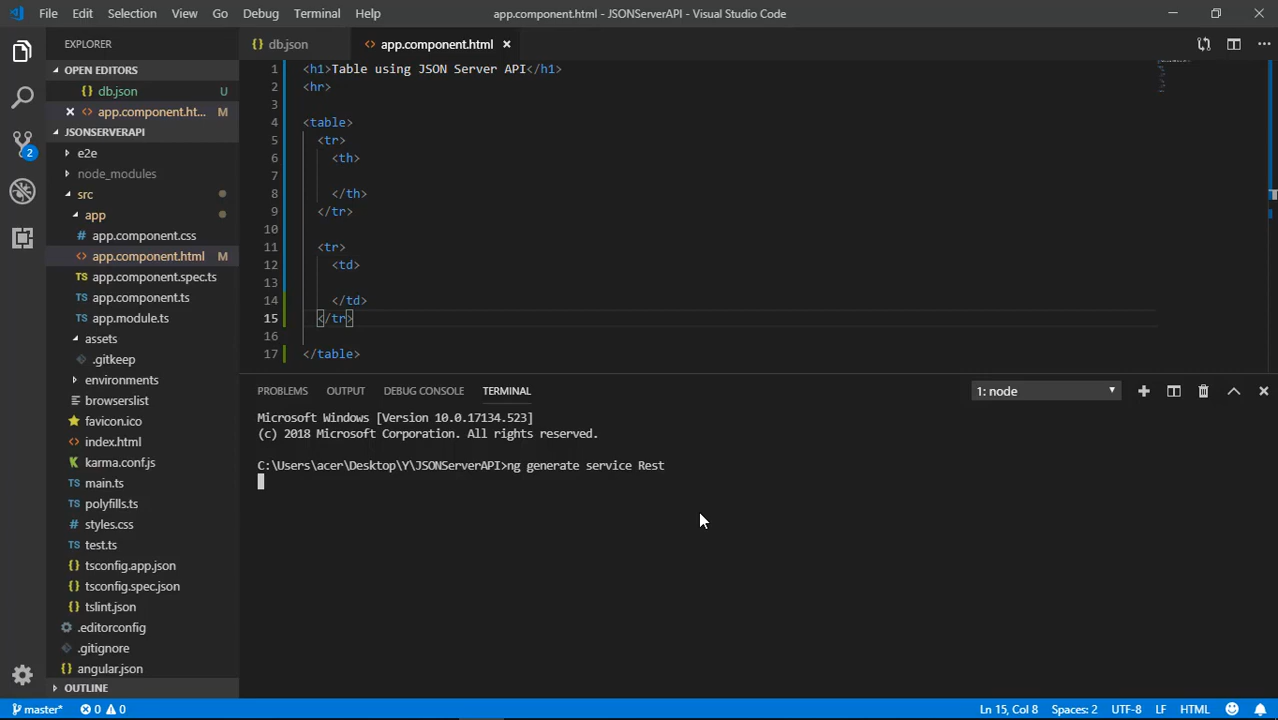 File Edit Selection View Go Debug Terminal Help
app.component.html - JSONServerAPI - Visual Studio Code
EXPLORER
OPEN EDITORS
db.json U
app.component.ht... M
JSONSERVERAPI
e2e
node_modules
src
app
app.component.css
app.component.html M
app.component.spec.ts
app.component.ts
app.module.ts
assets
.gitkeep
environments
browserslist
favicon.ico
index.html
karma.conf.js
main.ts
polyfills.ts
styles.css
test.ts
tsconfig.app.json
tsconfig.spec.json
tslint.json
.editorconfig
.gitignore
angular.json
OUTLINE
2
db.json app.component.html
1 <h1>Table using JSON Server API</h1>
2 <hr>
3
4 <table>
5 <tr>
6 <th>
7
8 </th>
9 </tr>
10
11 <tr>
12 <td>
13
14 </td>
15 </tr>
16
17 </table>
PROBLEMS OUTPUT DEBUG CONSOLE TERMINAL 1: node
Microsoft Windows [Version 10.0.17134.523]
(c) 2018 Microsoft Corporation. All rights reserved.
C:\Users\acer\Desktop\Y\JSONServerAPI>ng generate service Rest
master* 0 0 Ln 15, Col 8 Spaces: 2 UTF-8 LF HTML